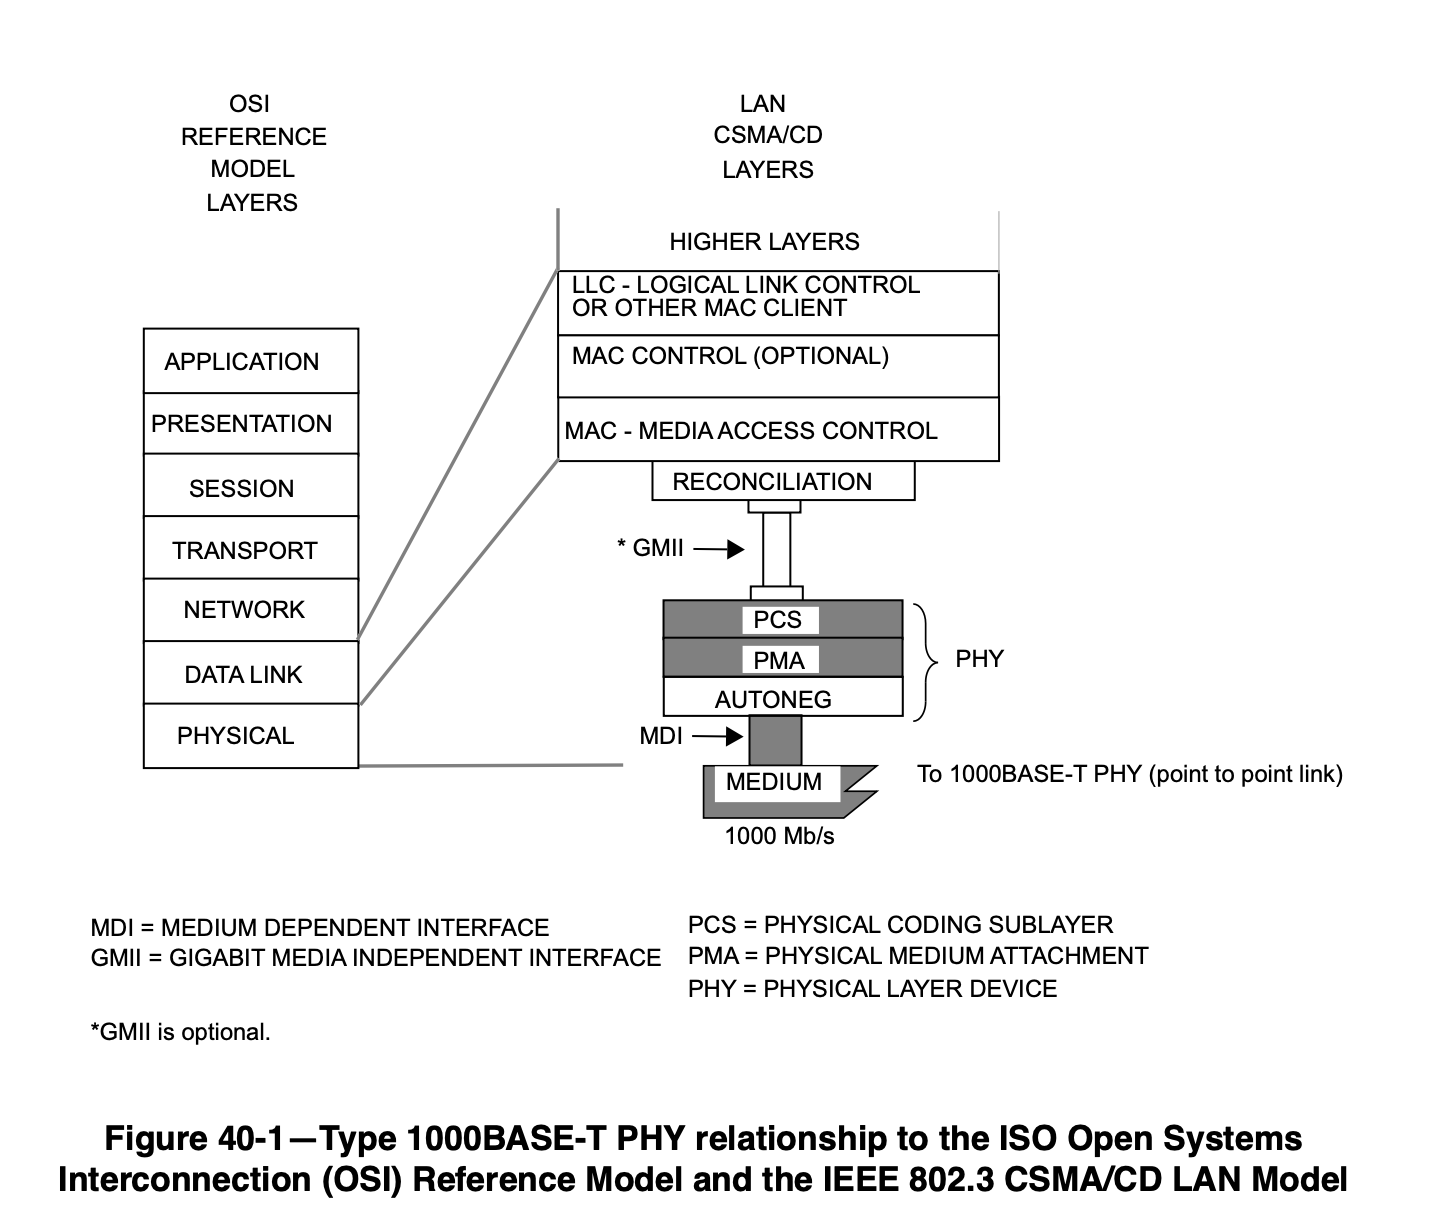 OSI
REFERENCE
MODEL
LAYERS
LAN
CSMA/CD
LAYERS
HIGHER LAYERS
LLC - LOGICAL LINK CONTROL
OR OTHER MAC CLIENT
MAC CONTROL (OPTIONAL)
MAC - MEDIA ACCESS CONTROL
RECONCILIATION
* GMII
PCS
PMA
AUTONEG
PHY
MDI
MEDIUM
To 1000BASE-T PHY (point to point link)
1000 Mb/s
APPLICATION
PRESENTATION
SESSION
TRANSPORT
NETWORK
DATA LINK
PHYSICAL
MDI = MEDIUM DEPENDENT INTERFACE
GMII = GIGABIT MEDIA INDEPENDENT INTERFACE
PCS = PHYSICAL CODING SUBLAYER
PMA = PHYSICAL MEDIUM ATTACHMENT
PHY = PHYSICAL LAYER DEVICE
*GMII is optional.
Figure 40-1—Type 1000BASE-T PHY relationship to the ISO Open Systems
Interconnection (OSI) Reference Model and the IEEE 802.3 CSMA/CD LAN Model